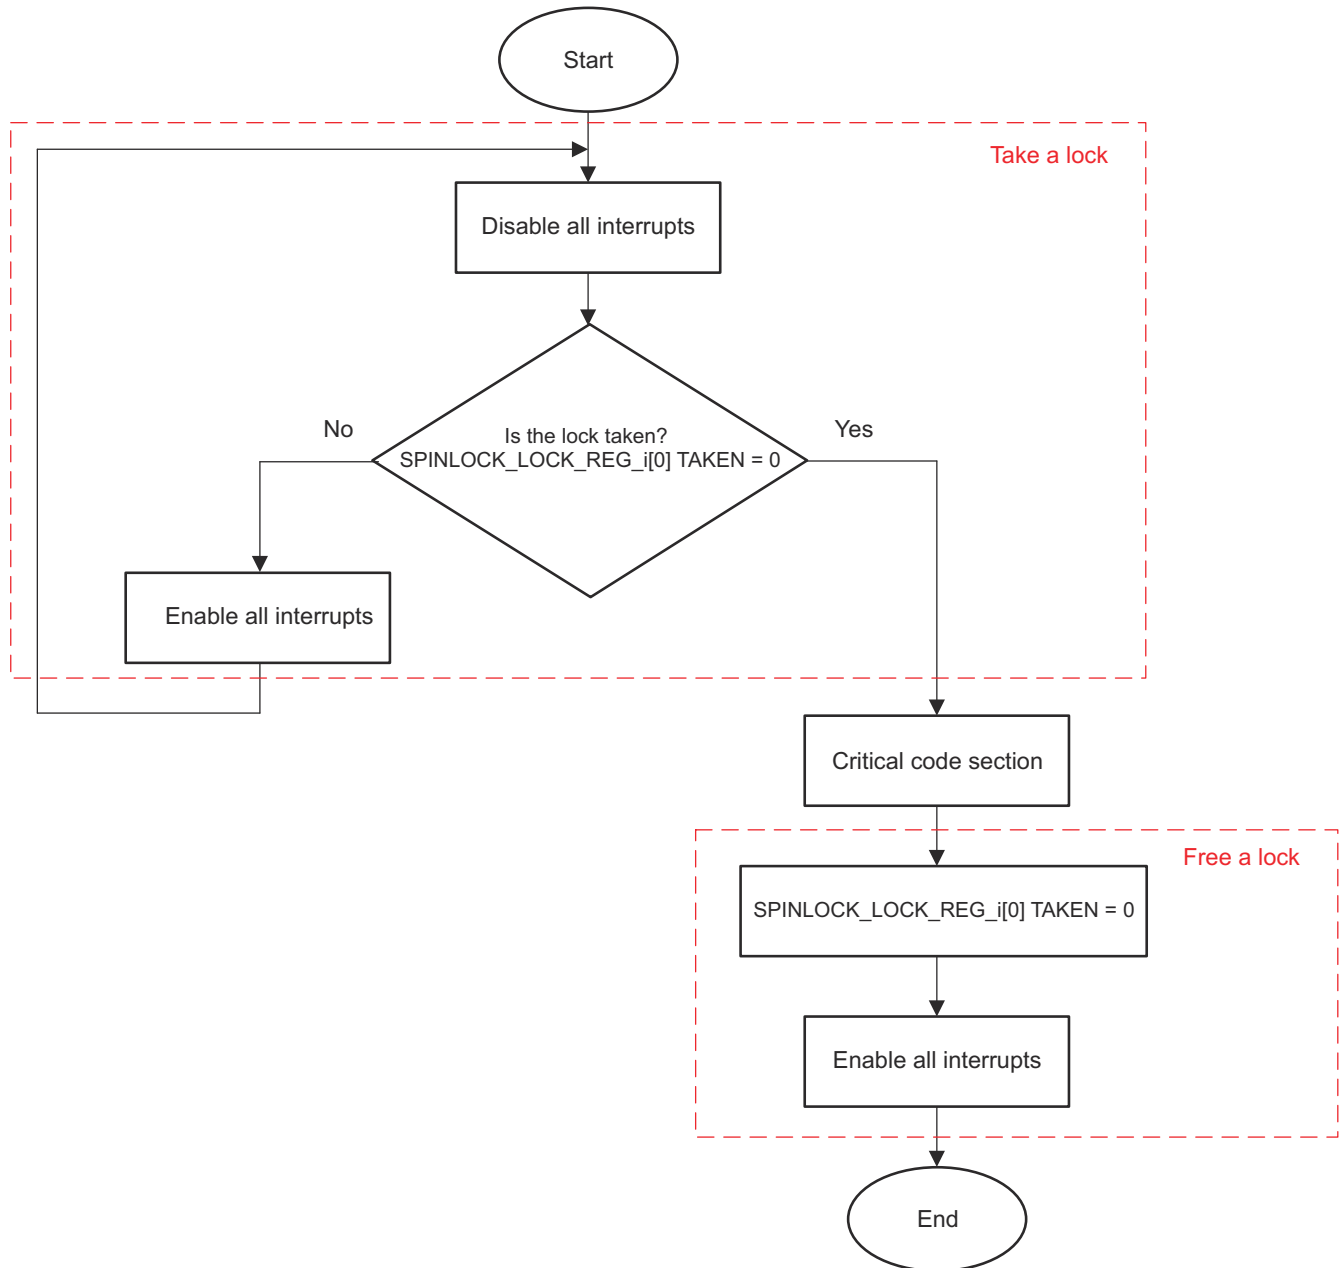 Start
Take a lock
Disable all interrupts
No
Yes
Is the lock taken?
SPINLOCK_LOCK_REG_i[0] TAKEN = 0
Enable all interrupts
Critical code section
Free a lock
SPINLOCK_LOCK_REG_i[0] TAKEN = 0
Enable all interrupts
End